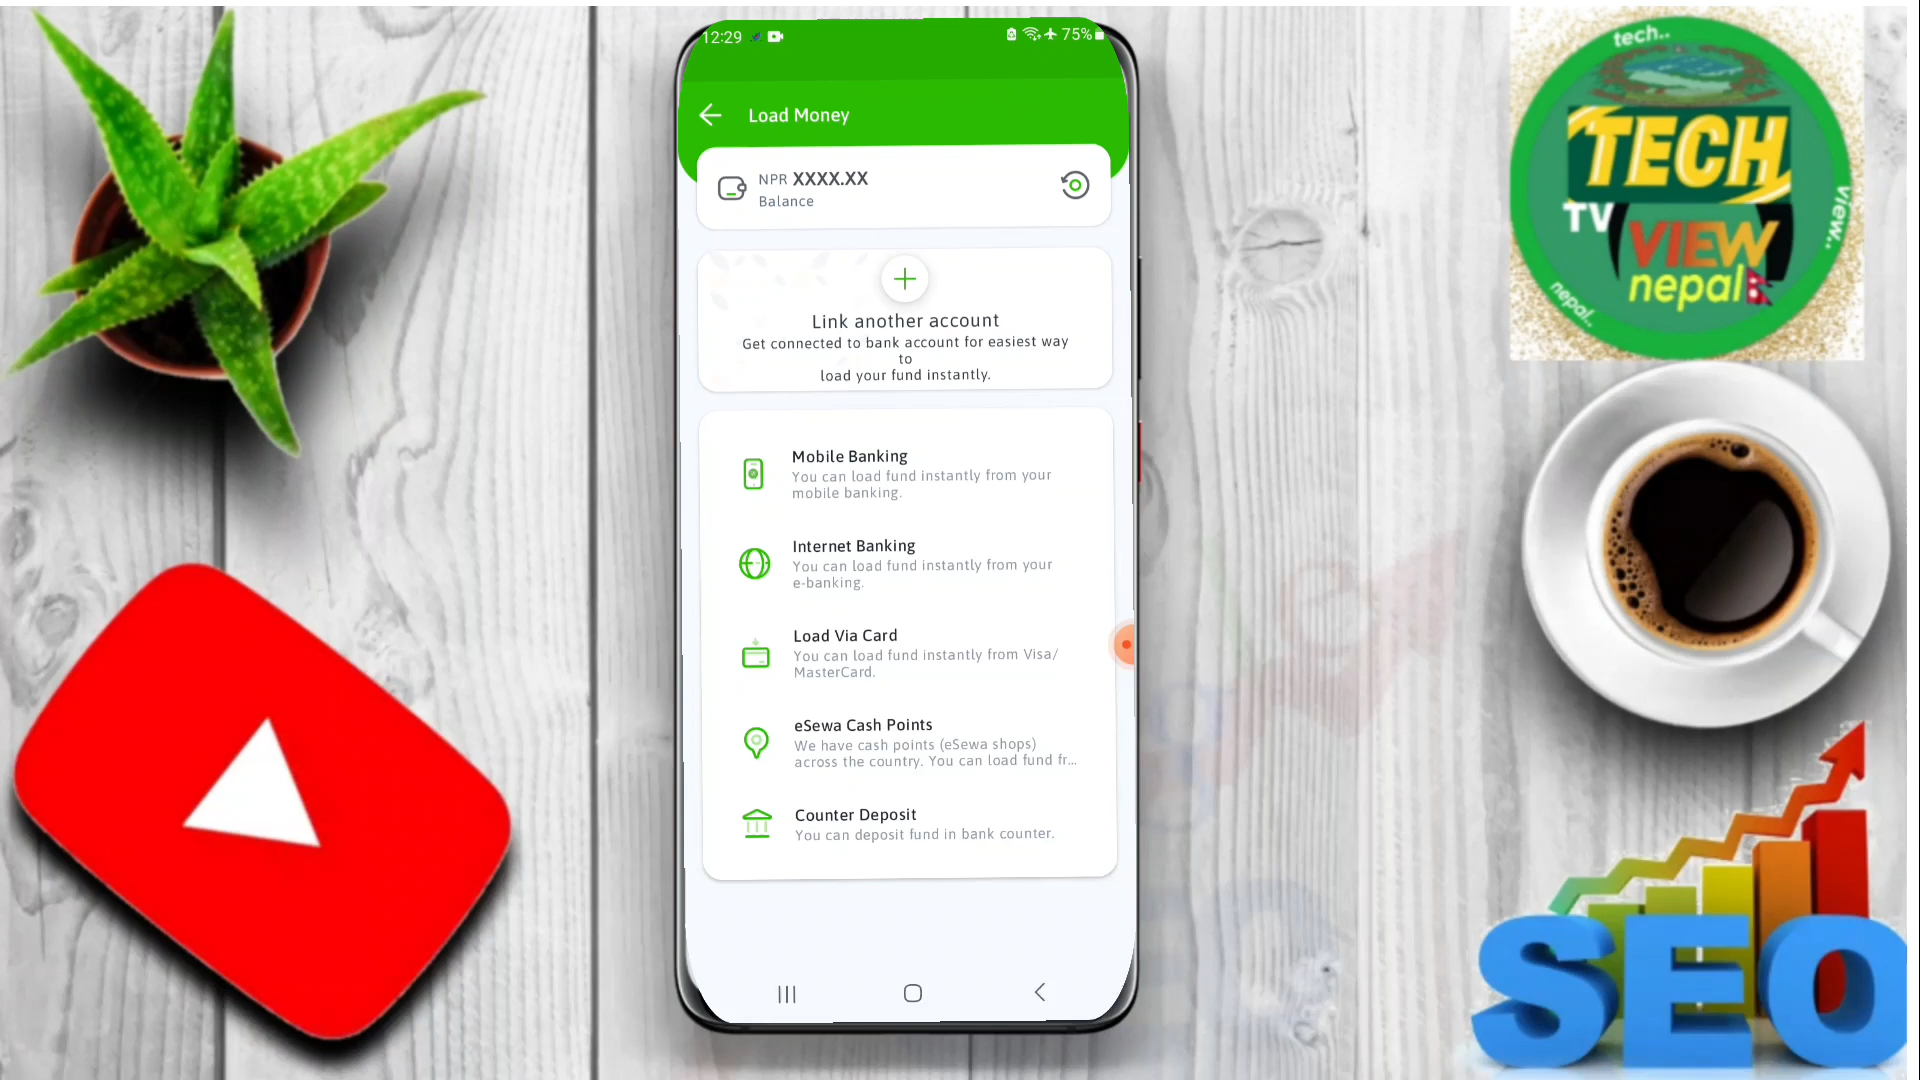 12:29
75%
Load Money
NPR XXXX.XX
Balance
Link another account
Get connected to bank account for easiest way
to
load your fund instantly.
Mobile Banking
You can load fund instantly from your
mobile banking.
Internet Banking
You can load fund instantly from your
e-banking.
Load Via Card
You can load fund instantly from Visa/
MasterCard.
eSewa Cash Points
We have cash points (eSewa shops)
across the country. You can load fund fr...
Counter Deposit
You can deposit fund in bank counter.
tech..
TECH
TV
VIEW
nepal
view..
nepal..
SEO